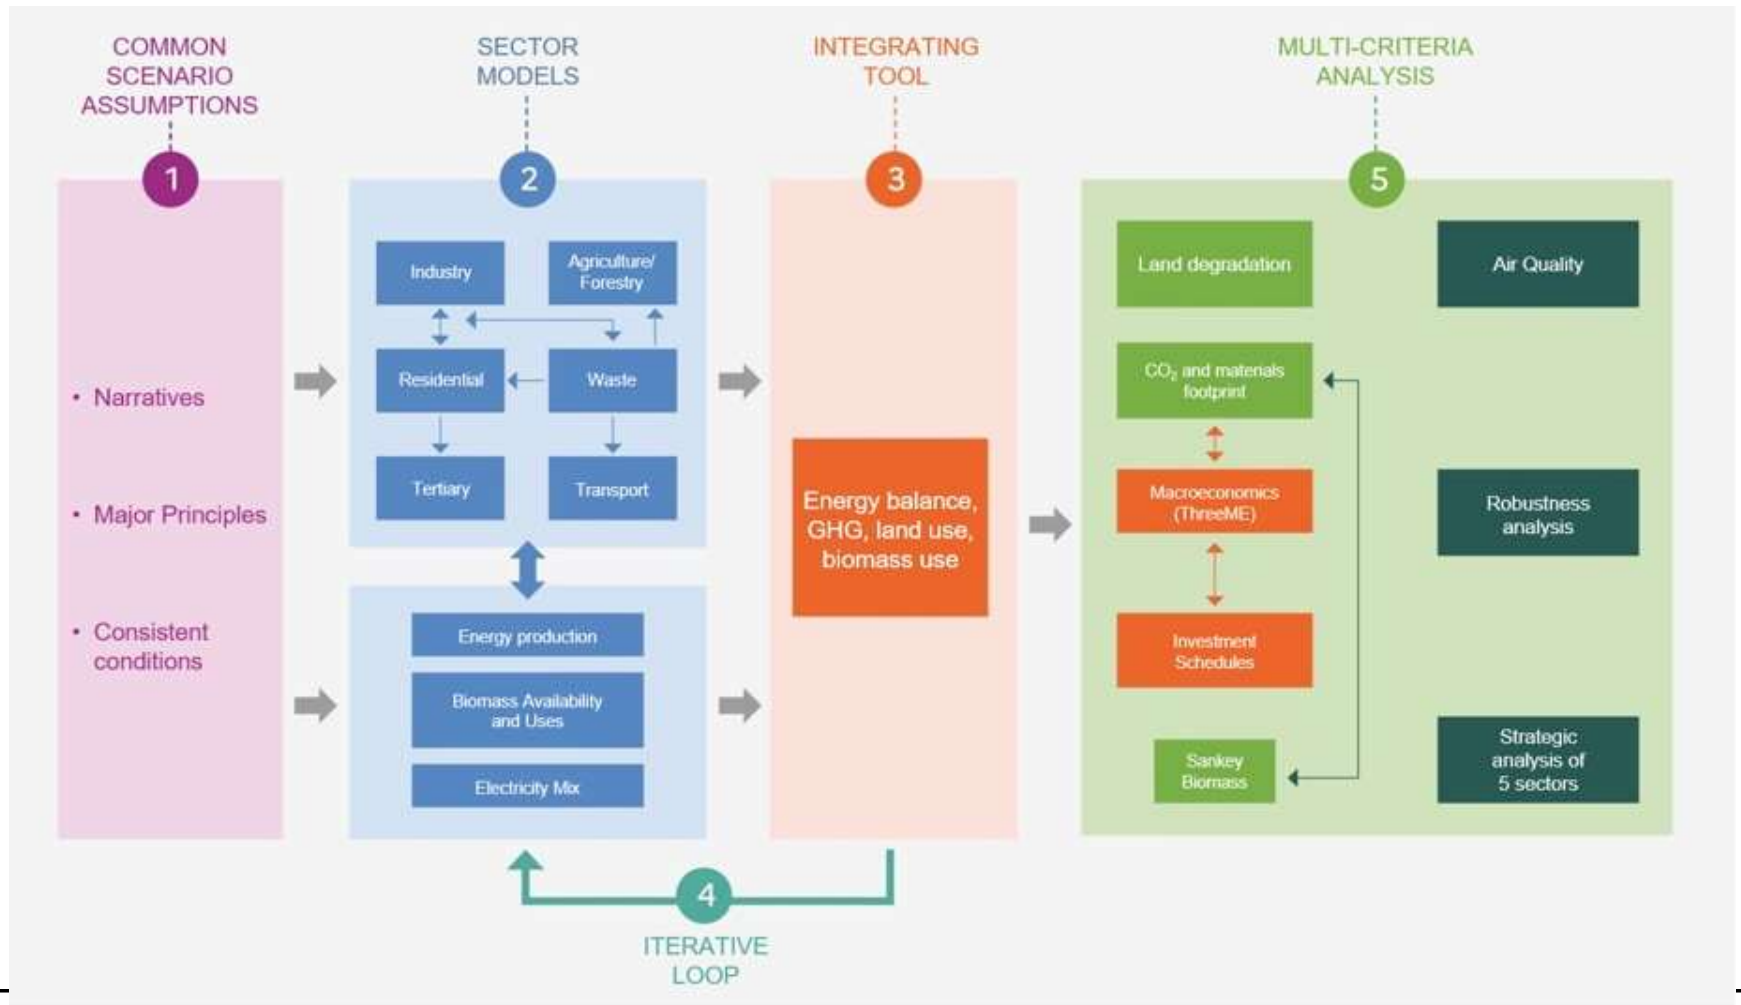 COMMON
SCENARIO
ASSUMPTIONS
1
• Narratives
• Major Principles
• Consistent
conditions
SECTOR
MODELS
2
Industry
Agriculture/
Forestry
Residential
Waste
Tertiary
Transport
Energy production
Biomass Availability
and Uses
Electricity Mix
INTEGRATING
TOOL
3
Energy balance,
GHG, land use,
biomass use
4
ITERATIVE
LOOP
MULTI-CRITERIA
ANALYSIS
5
Land degradation
CO₂ and materials
footprint
Macroeconomics
(ThreeME)
Investment
Schedules
Sankey
Biomass
Air Quality
Robustness
analysis
Strategic
analysis of
5 sectors